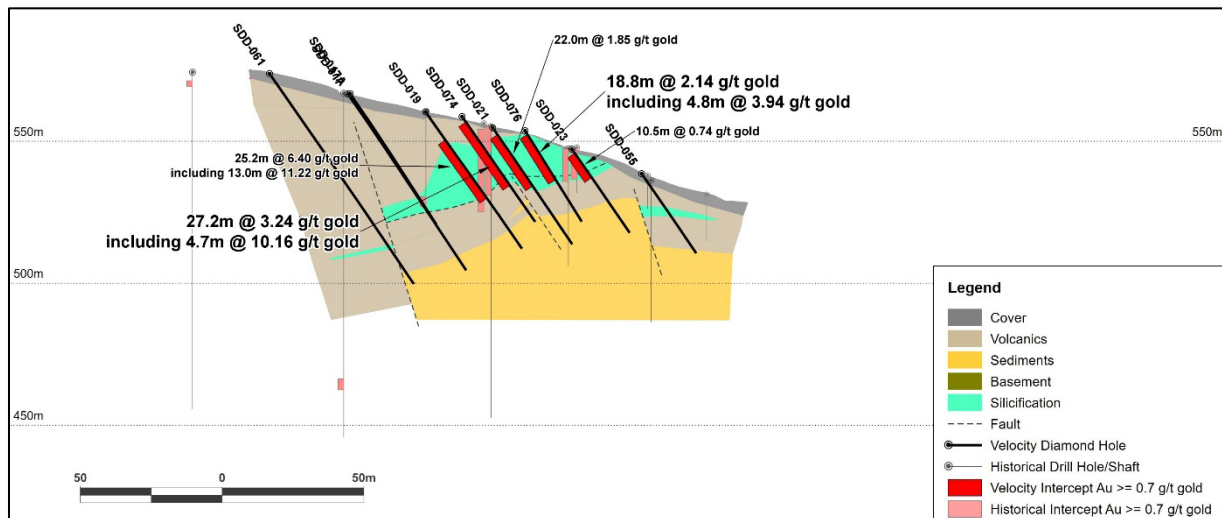 SDD-061
SDD-019
SDD-074
SDD-021
SDD-076
SDD-023
SDD-055
22.0m @ 1.85 g/t gold
18.8m @ 2.14 g/t gold
including 4.8m @ 3.94 g/t gold
10.5m @ 0.74 g/t gold
550m
550m
25.2m @ 6.40 g/t gold
including 13.0m @ 11.22 g/t gold
27.2m @ 3.24 g/t gold
including 4.7m @ 10.16 g/t gold
500m
450m
50
0
50m
Legend
Cover
Volcanics
Sediments
Basement
Silicification
Fault
Velocity Diamond Hole
Historical Drill Hole/Shaft
Velocity Intercept Au >= 0.7 g/t gold
Historical Intercept Au >= 0.7 g/t gold